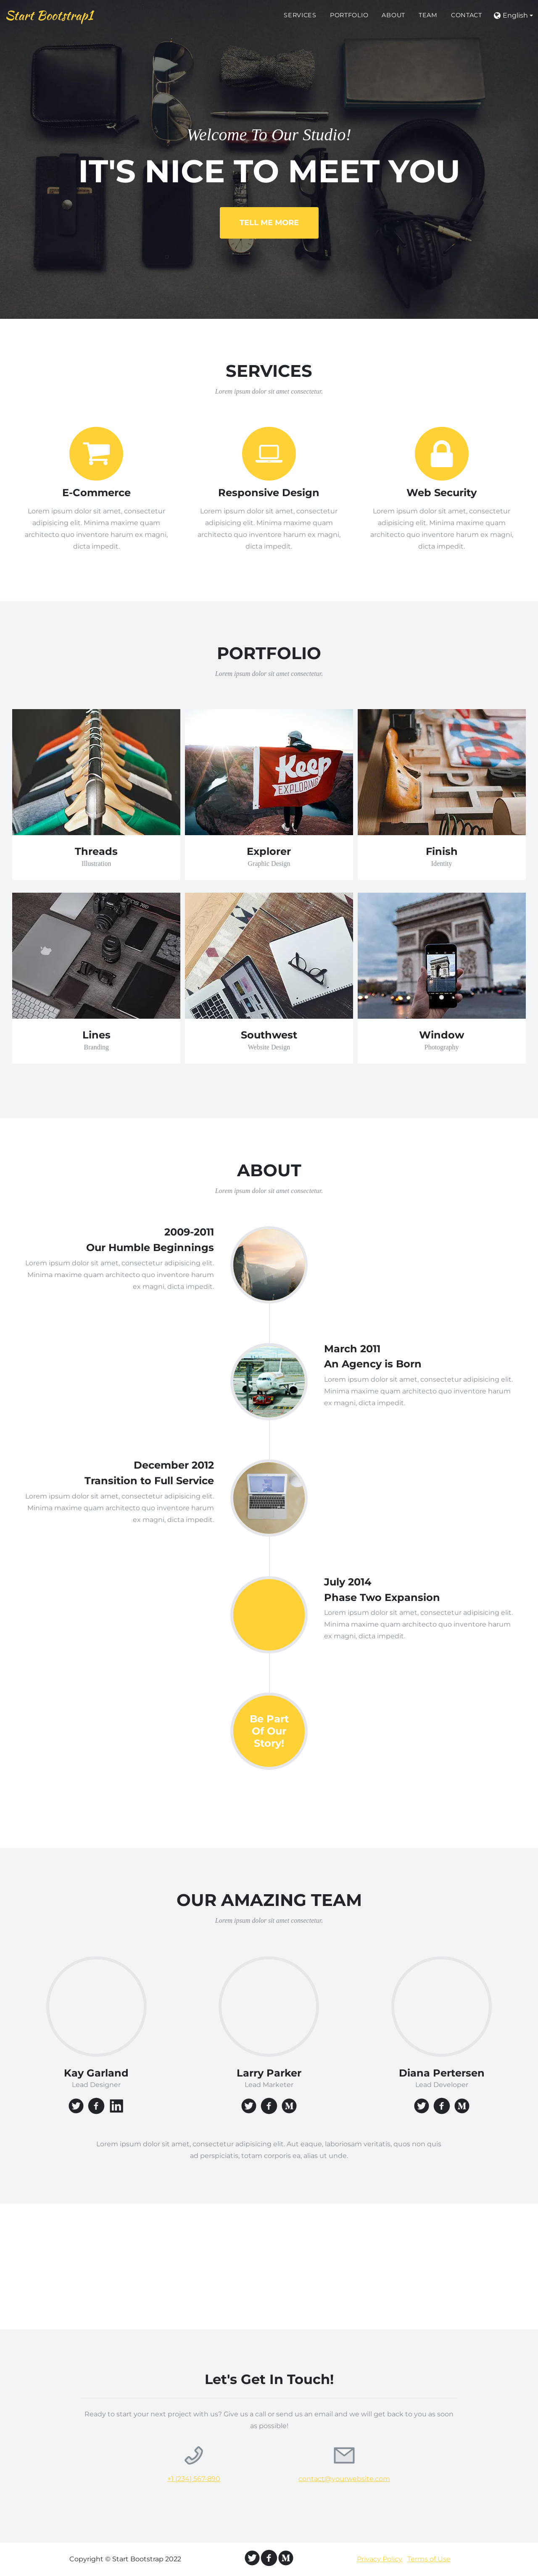 Start Bootstrap1
SERVICES PORTFOLIO ABOUT TEAM CONTACT English
Welcome To Our Studio!
IT'S NICE TO MEET YOU
TELL ME MORE
SERVICES
Lorem ipsum dolor sit amet consectetur.
E-Commerce
Lorem ipsum dolor sit amet, consectetur
adipisicing elit. Minima maxime quam
architecto quo inventore harum ex magni,
dicta impedit.
Responsive Design
Lorem ipsum dolor sit amet, consectetur
adipisicing elit. Minima maxime quam
architecto quo inventore harum ex magni,
dicta impedit.
Web Security
Lorem ipsum dolor sit amet, consectetur
adipisicing elit. Minima maxime quam
architecto quo inventore harum ex magni,
dicta impedit.
PORTFOLIO
Lorem ipsum dolor sit amet consectetur.
Keep
EXPLORING
Threads
Illustration
Explorer
Graphic Design
Finish
Identity
Lines
Branding
Southwest
Website Design
Window
Photography
ABOUT
Lorem ipsum dolor sit amet consectetur.
2009-2011
Our Humble Beginnings
Lorem ipsum dolor sit amet, consectetur adipisicing elit.
Minima maxime quam architecto quo inventore harum
ex magni, dicta impedit.
March 2011
An Agency is Born
Lorem ipsum dolor sit amet, consectetur adipisicing elit.
Minima maxime quam architecto quo inventore harum
ex magni, dicta impedit.
December 2012
Transition to Full Service
Lorem ipsum dolor sit amet, consectetur adipisicing elit.
Minima maxime quam architecto quo inventore harum
ex magni, dicta impedit.
July 2014
Phase Two Expansion
Lorem ipsum dolor sit amet, consectetur adipisicing elit.
Minima maxime quam architecto quo inventore harum
ex magni, dicta impedit.
Be Part
Of Our
Story!
OUR AMAZING TEAM
Lorem ipsum dolor sit amet consectetur.
Kay Garland
Lead Designer
Larry Parker
Lead Marketer
Diana Pertersen
Lead Developer
Lorem ipsum dolor sit amet, consectetur adipisicing elit. Aut eaque, laboriosam veritatis, quos non quis
ad perspiciatis, totam corporis ea, alias ut unde.
Let's Get In Touch!
Ready to start your next project with us? Give us a call or send us an email and we will get back to you as soon
as possible!
+1 (234) 567-890
contact@yourwebsite.com
Copyright © Start Bootstrap 2022
Privacy Policy Terms of Use